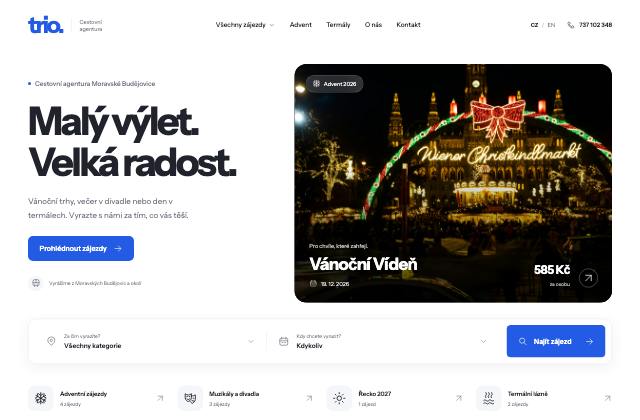 trio.
Cestovní
agentura
Všechny zájezdy
Advent
Termály
O nás
Kontakt
CZ / EN
737 102 348
Cestovní agentura Moravské Budějovice
Malý výlet.
Velká radost.
Vánoční trhy, večer v divadle nebo den v
termálech. Vyrazte s námi za tím, co vás těší.
Prohlédnout zájezdy
Vyrážíme z Moravských Budějovic a okolí
Advent 2026
Wiener Christkindlmarkt
Pro chvíle, které zahřejí.
Vánoční Vídeň
19. 12. 2026
585 Kč
za osobu
Za čím vyrazíte?
Všechny kategorie
Kdy chcete vyrazit?
Kdykoliv
Najít zájezd
Adventní zájezdy
4 zájezdy
Muzikály a divadla
3 zájezdy
Řecko 2027
1 zájezd
Termální lázně
2 zájezdy